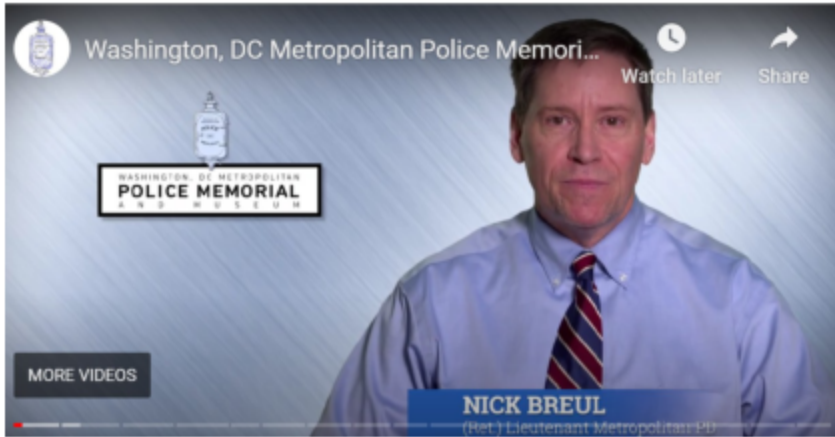 Washington, DC Metropolitan Police Memori...
Watch later
Share
WASHINGTON, DC METROPOLITAN
POLICE MEMORIAL
AND MUSEUM
MORE VIDEOS
NICK BREUL
(Ret.) Lieutenant Metropolitan PD